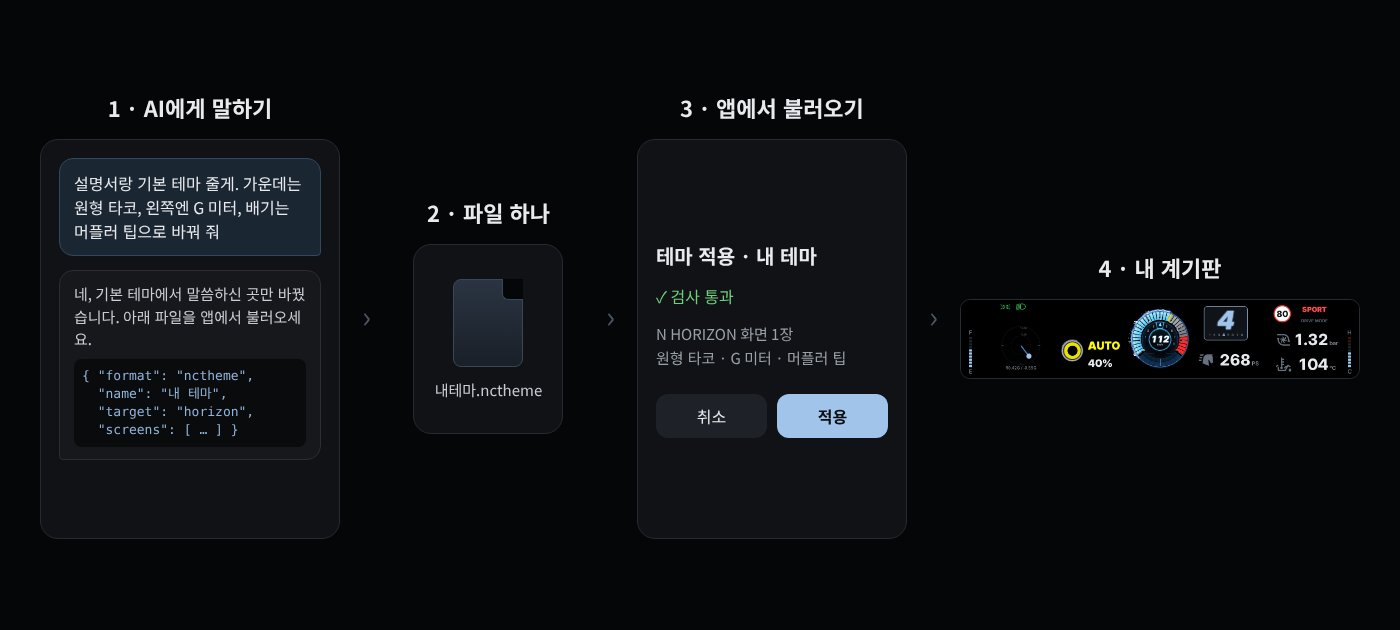 1 · AI에게 말하기
설명서랑 기본 테마 줄게. 가운데는
원형 타코, 왼쪽엔 G 미터, 배기는
머플러 팁으로 바꿔 줘
네, 기본 테마에서 말씀하신 곳만 바꿨
습니다. 아래 파일을 앱에서 불러오세
요.
{ "format": "nctheme",
"name": "내 테마",
"target": "horizon",
"screens": [ … ] }
2 · 파일 하나
내테마.nctheme
3 · 앱에서 불러오기
테마 적용 · 내 테마
✓ 검사 통과
N HORIZON 화면 1장
원형 타코 · G 미터 · 머플러 팁
취소
적용
4 · 내 계기판
F
E
AUTO
40%
112
4
268 PS
80
SPORT
DRIVE MODE
1.32 bar
104 °C
H
C